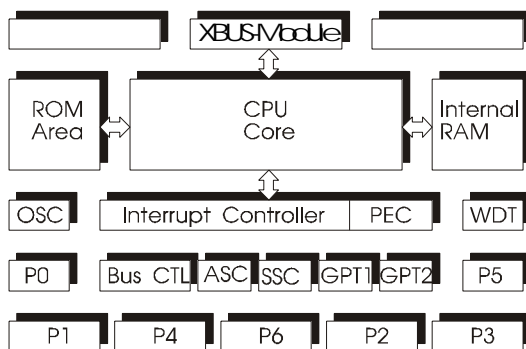 XBUS-Module
ROM
Area
CPU
Core
Internal
RAM
OSC
Interrupt Controller
PEC
WDT
P0
Bus CTL
ASC
SSC
GPT1
GPT2
P5
P1
P4
P6
P2
P3